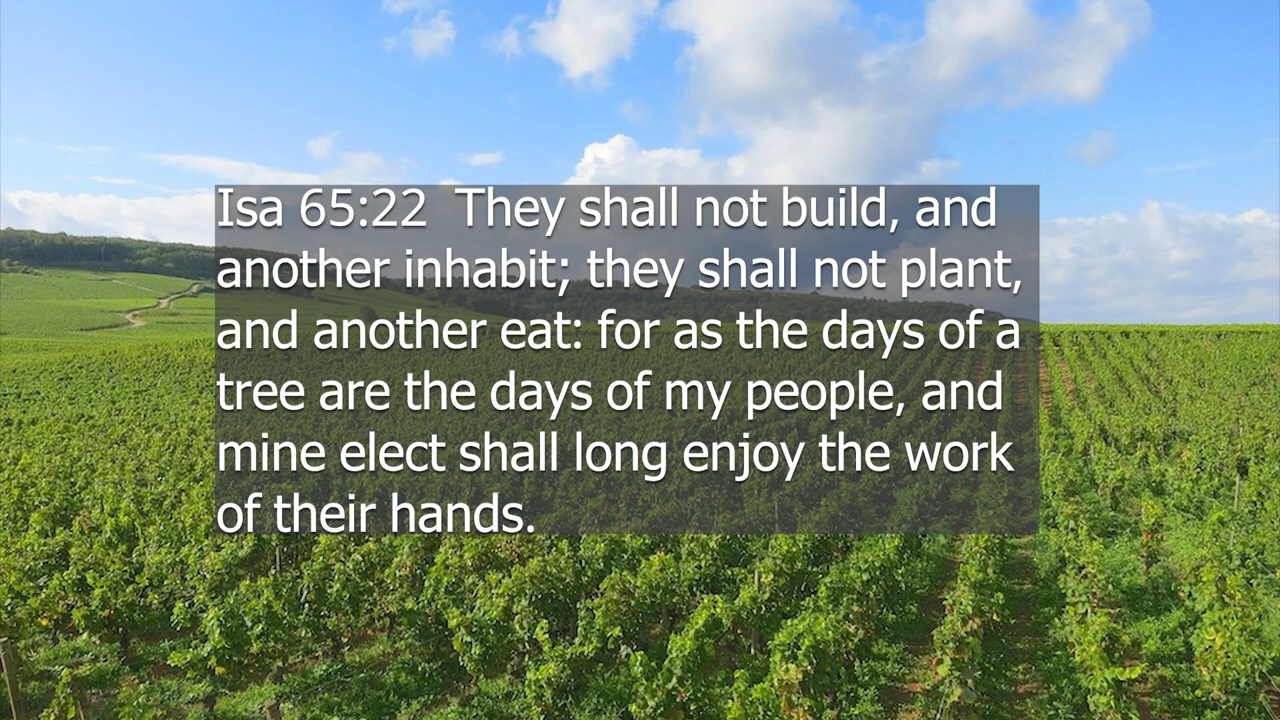 Isa 65:22  They shall not build, and
another inhabit; they shall not plant,
and another eat: for as the days of a
tree are the days of my people, and
mine elect shall long enjoy the work
of their hands.